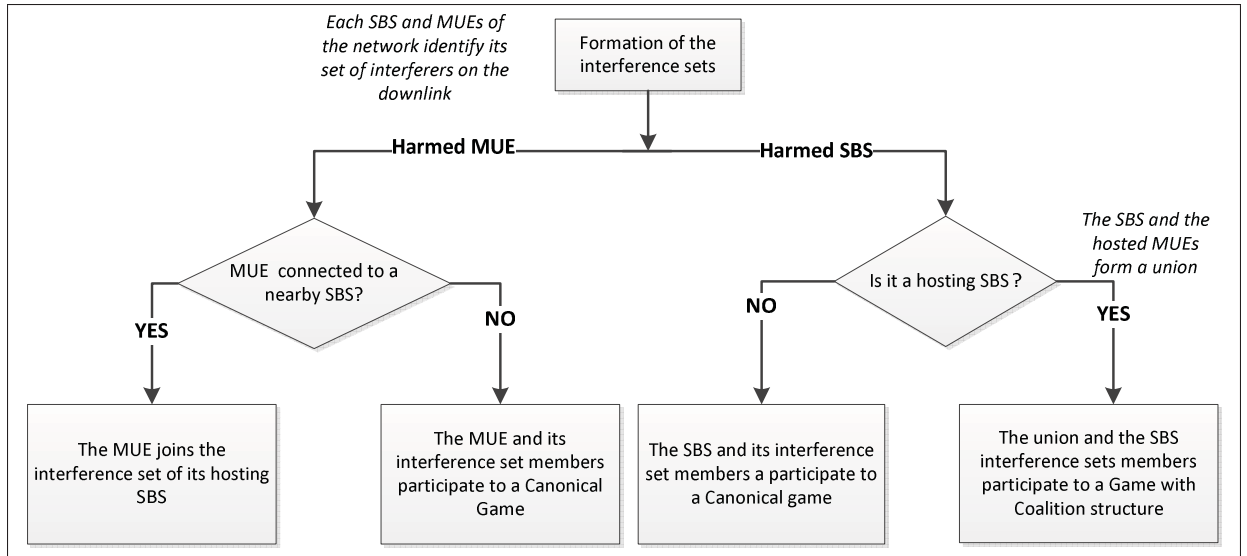 Each SBS and MUEs of
the network identify its
set of interferers on the
downlink
Formation of the
interference sets
Harmed MUE
Harmed SBS
MUE connected to a
nearby SBS?
Is it a hosting SBS ?
The SBS and the
hosted MUEs
form a union
YES
NO
NO
YES
The MUE joins the
interference set of its hosting
SBS
The MUE and its
interference set members
participate to a Canonical
Game
The SBS and its interference
set members a participate to
a Canonical game
The union and the SBS
interference sets members
participate to a Game with
Coalition structure